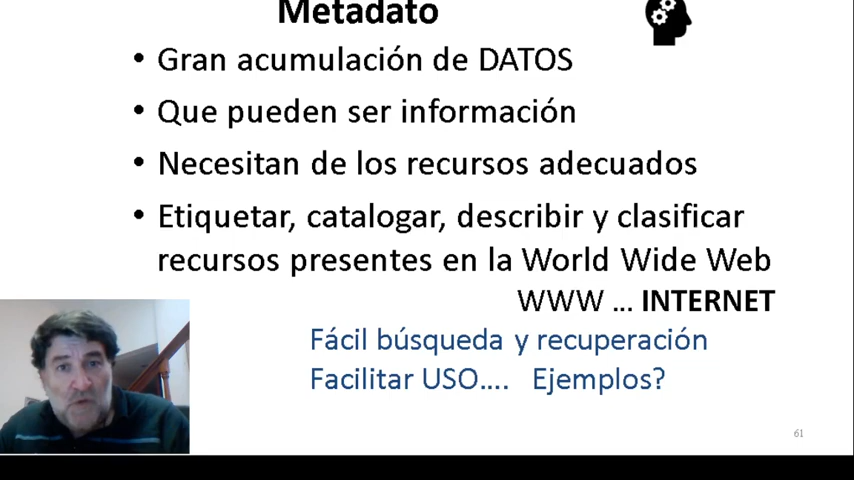 Metadato
• Gran acumulación de DATOS
• Que pueden ser información
• Necesitan de los recursos adecuados
• Etiquetar, catalogar, describir y clasificar
recursos presentes en la World Wide Web
WWW ... INTERNET
Fácil búsqueda y recuperación
Facilitar USO.... Ejemplos?
61